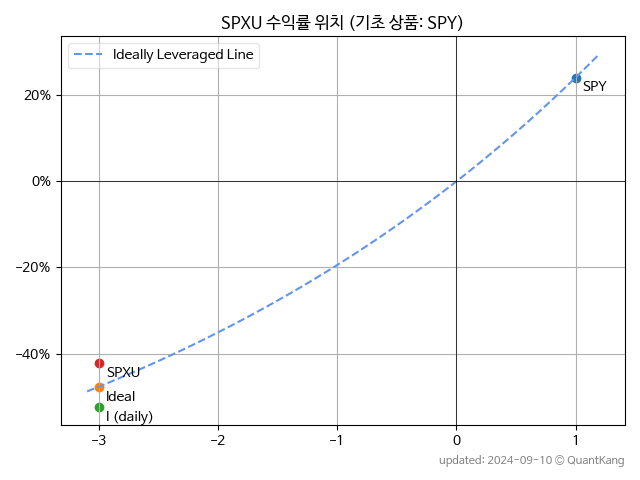 SPXU 수익률 위치 (기초 상품: SPY)
Ideally Leveraged Line
20%
0%
−20%
−40%
SPY
SPXU
Ideal
I (daily)
−3
−2
−1
0
1
updated: 2024-09-10 © QuantKang